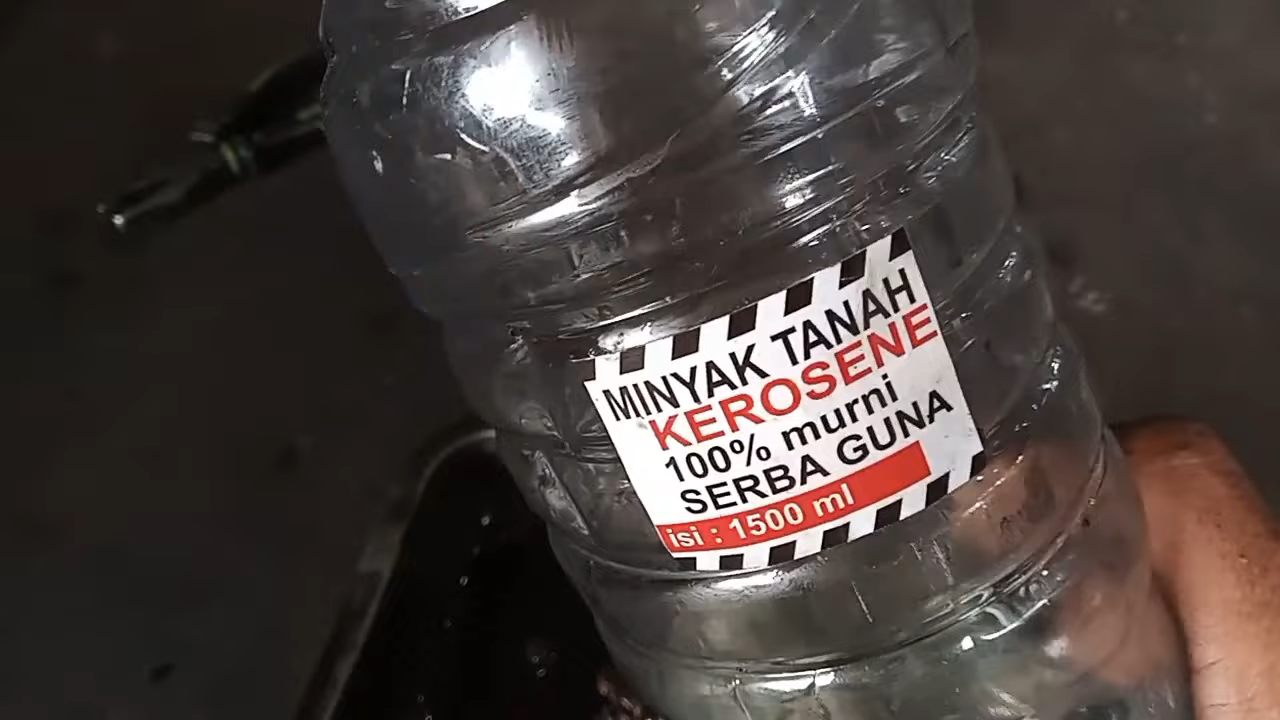 MINYAK TANAH
KEROSENE
100% murni
SERBA GUNA
isi : 1500 ml